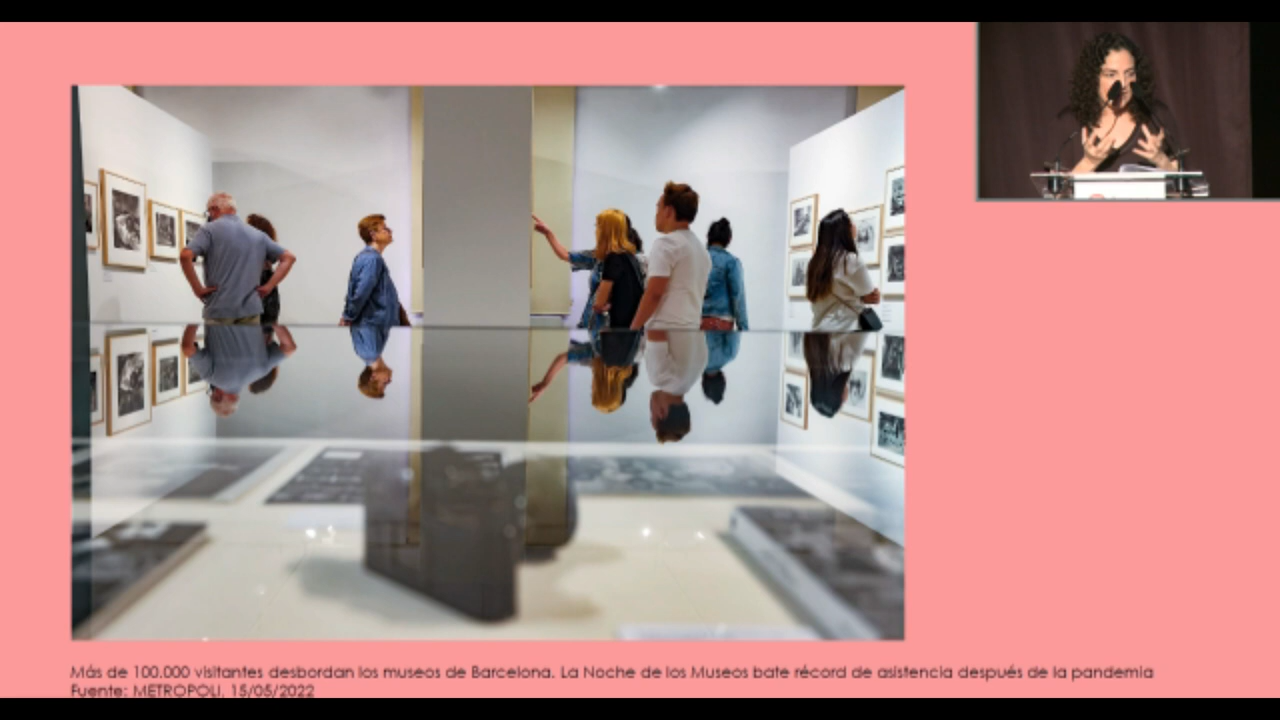 Más de 100.000 visitantes desbordan los museos de Barcelona. La Noche de los Museos bate récord de asistencia después de la pandemia
Fuente: METROPOLI, 15/05/2022